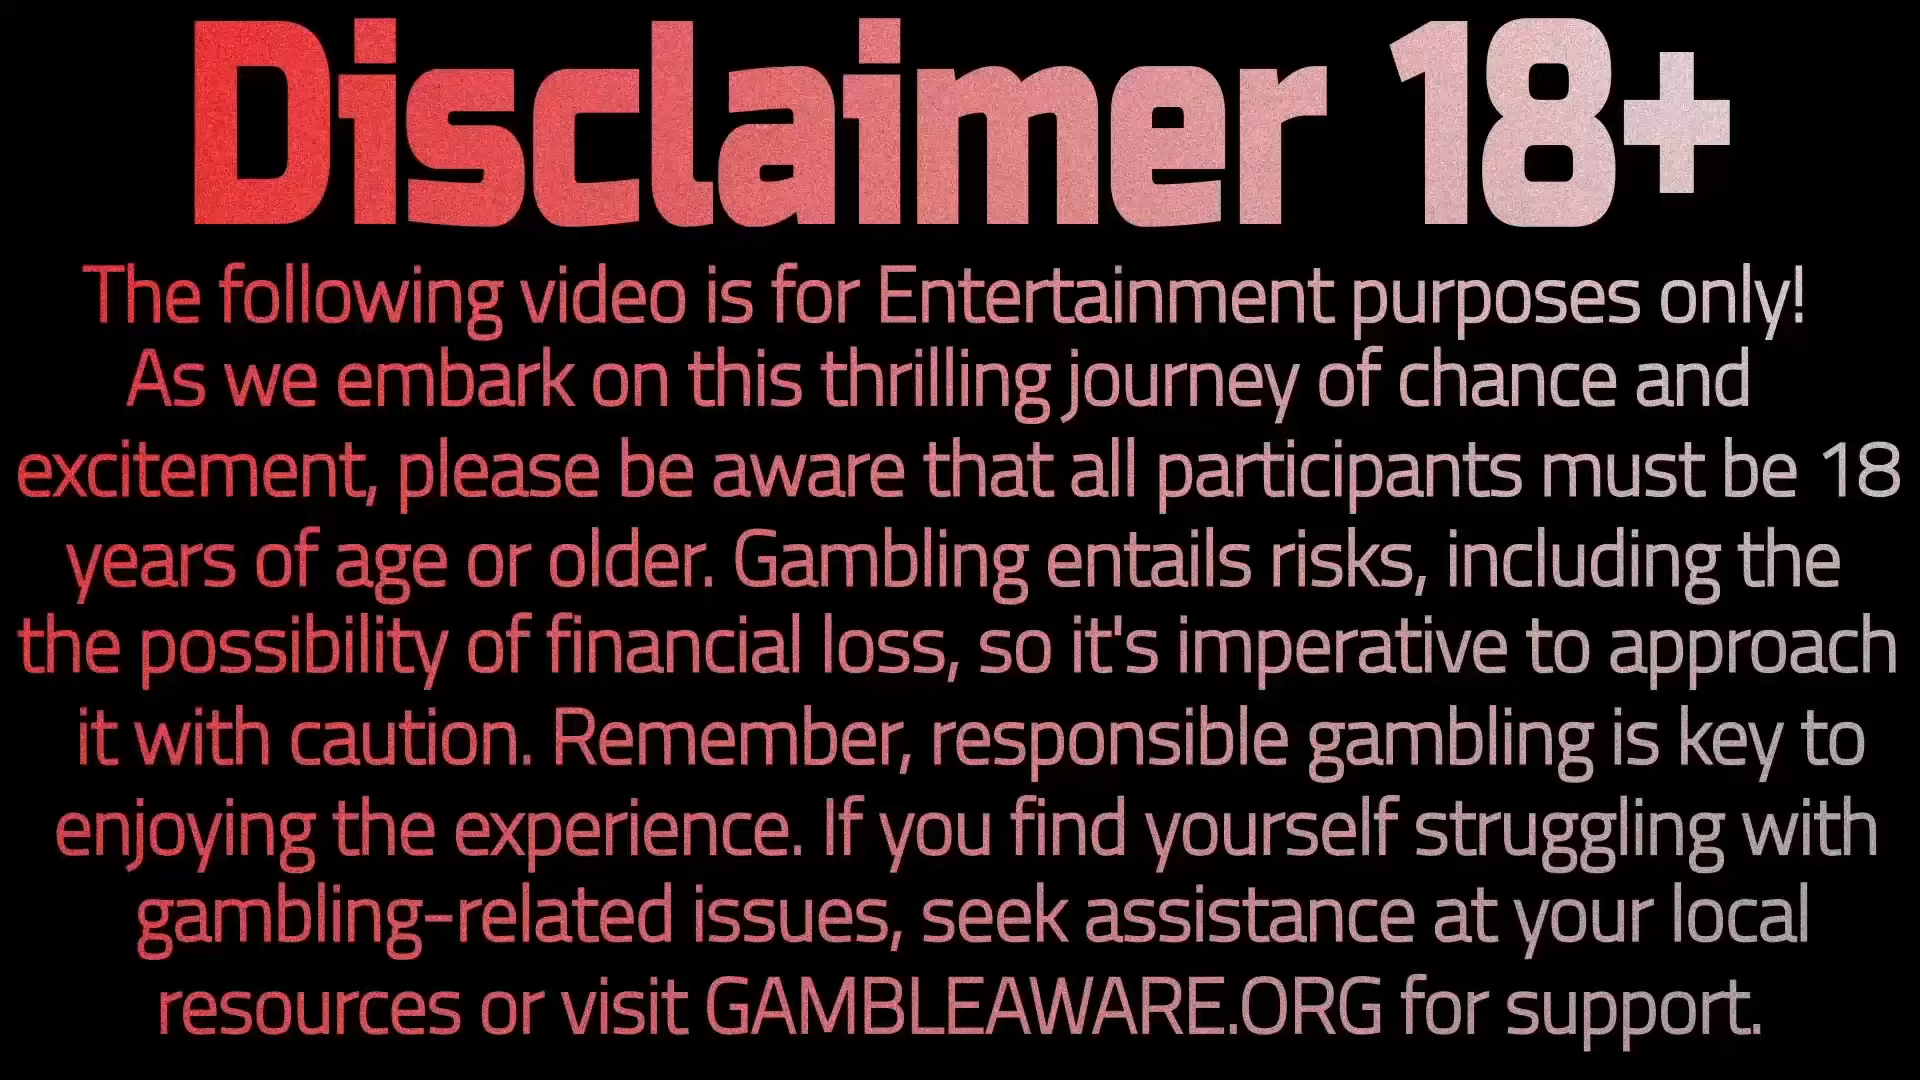 Disclaimer 18+
The following video is for Entertainment purposes only!
As we embark on this thrilling journey of chance and
excitement, please be aware that all participants must be 18
years of age or older. Gambling entails risks, including the
the possibility of financial loss, so it's imperative to approach
it with caution. Remember, responsible gambling is key to
enjoying the experience. If you find yourself struggling with
gambling-related issues, seek assistance at your local
resources or visit GAMBLEAWARE.ORG for support.